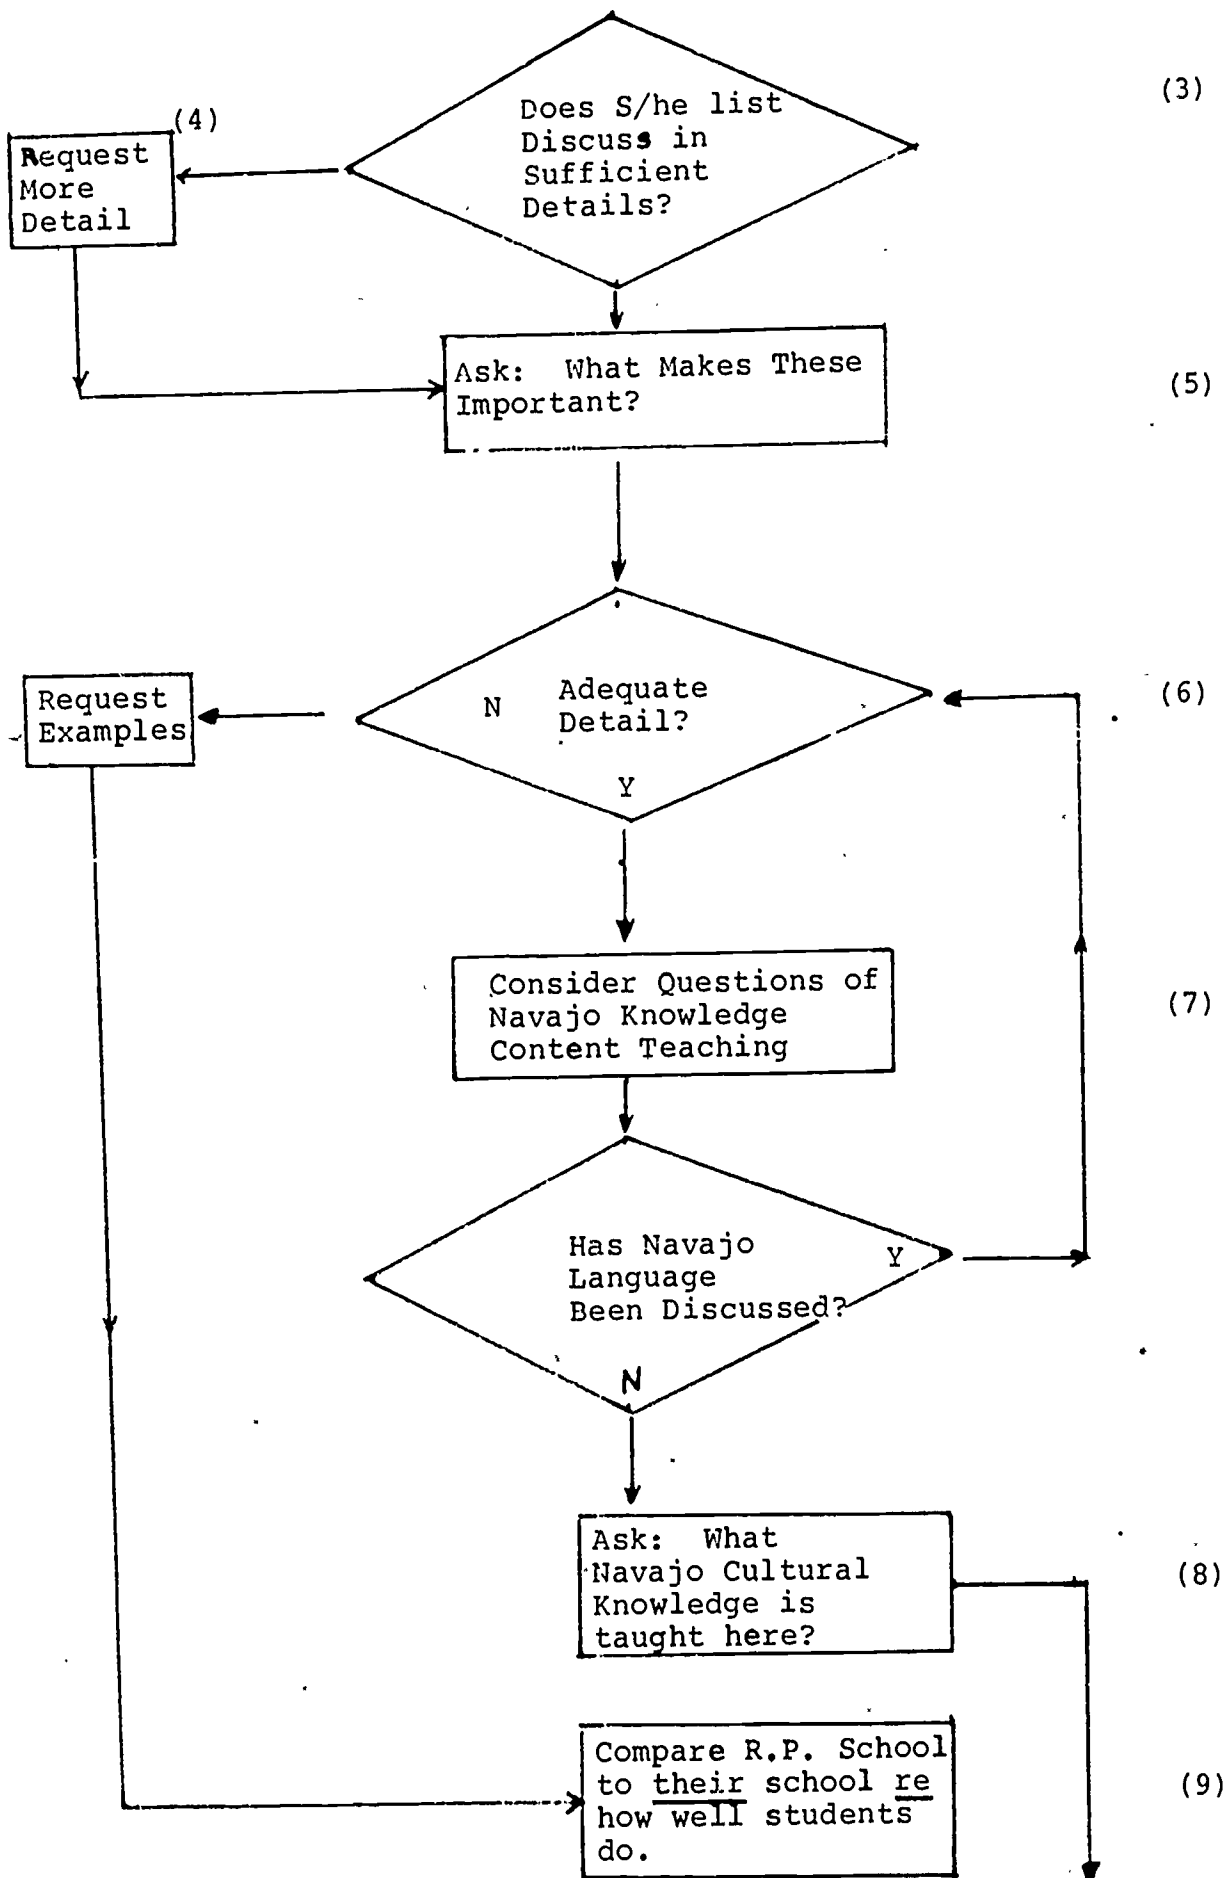 Does S/he list
Discuss in
Sufficient
Details?
(3)
(4)
Request
More
Detail
Ask: What Makes These
Important?
(5)
Request
Examples
N
Adequate
Detail?
Y
(6)
Consider Questions of
Navajo Knowledge
Content Teaching
(7)
Has Navajo
Language
Been Discussed?
Y
N
Ask: What
Navajo Cultural
Knowledge is
taught here?
(8)
Compare R.P. School
to their school re
how well students
do.
(9)